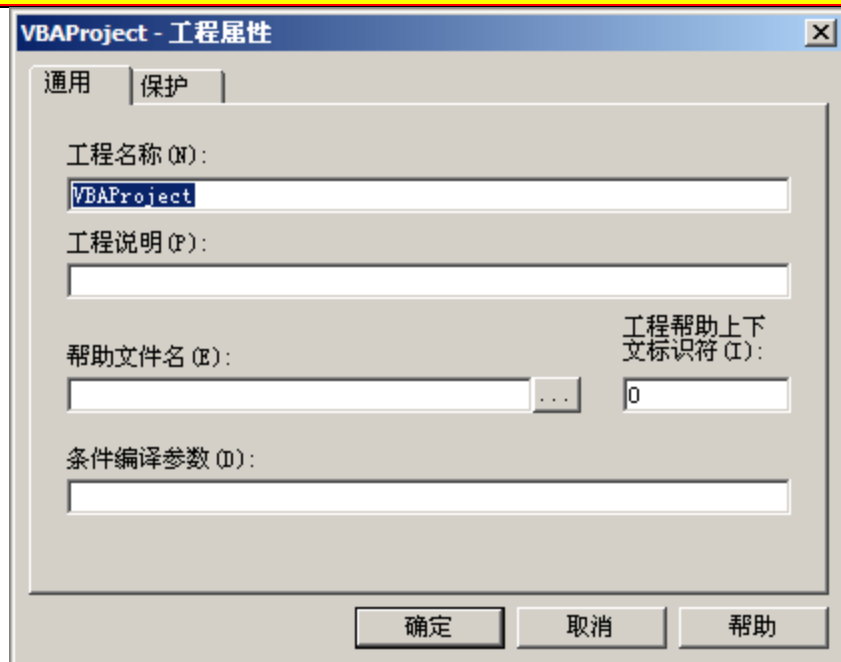 VBAProject - 工程属性
通用
保护
工程名称(N):
VBAProject
工程说明(P):
工程帮助上下
文标识符(I):
帮助文件名(E):
...
0
条件编译参数(D):
确定
取消
帮助